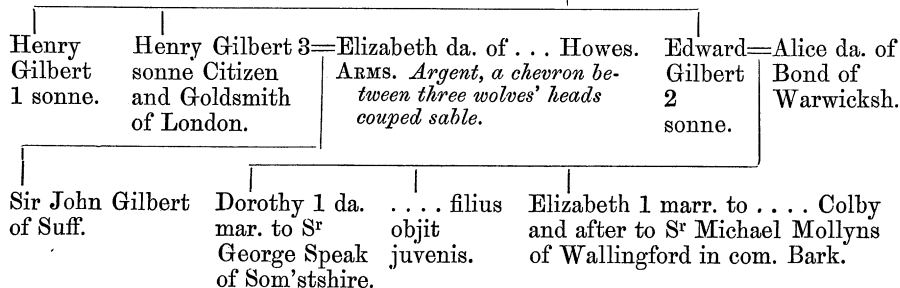 Henry
Gilbert
1 sonne.
Henry Gilbert 3=Elizabeth da. of . . . Howes.
sonne Citizen
and Goldsmith
of London.
ARMS. Argent, a chevron be-
tween three wolves' heads
couped sable.
Edward=Alice da. of
Gilbert
2
sonne.
Bond of
Warwicksh.
Sir John Gilbert
of Suff.
Dorothy 1 da.
mar. to Sr
George Speak
of Som'stshire.
. . . . filius
objit
juvenis.
Elizabeth 1 marr. to . . . . Colby
and after to Sr Michael Mollyns
of Wallingford in com. Bark.